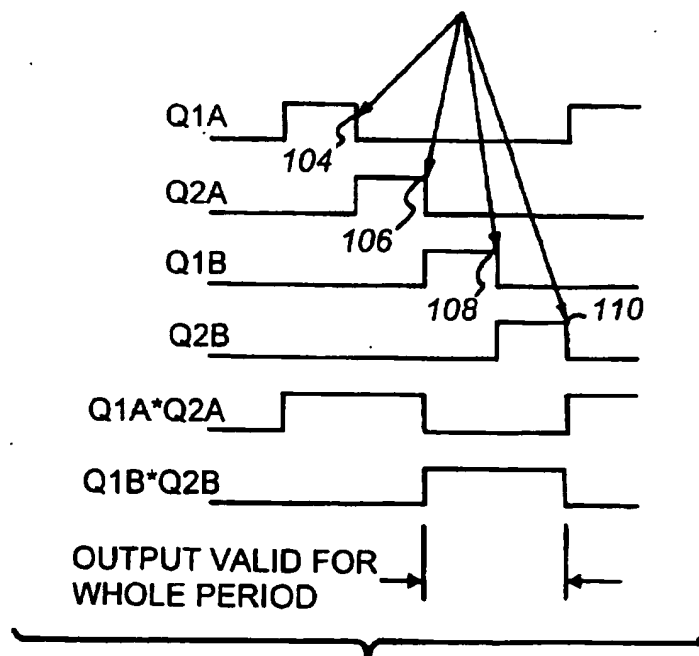 Q1A
104
Q2A
106
Q1B
108
110
Q2B
Q1A*Q2A
Q1B*Q2B
OUTPUT VALID FOR
WHOLE PERIOD